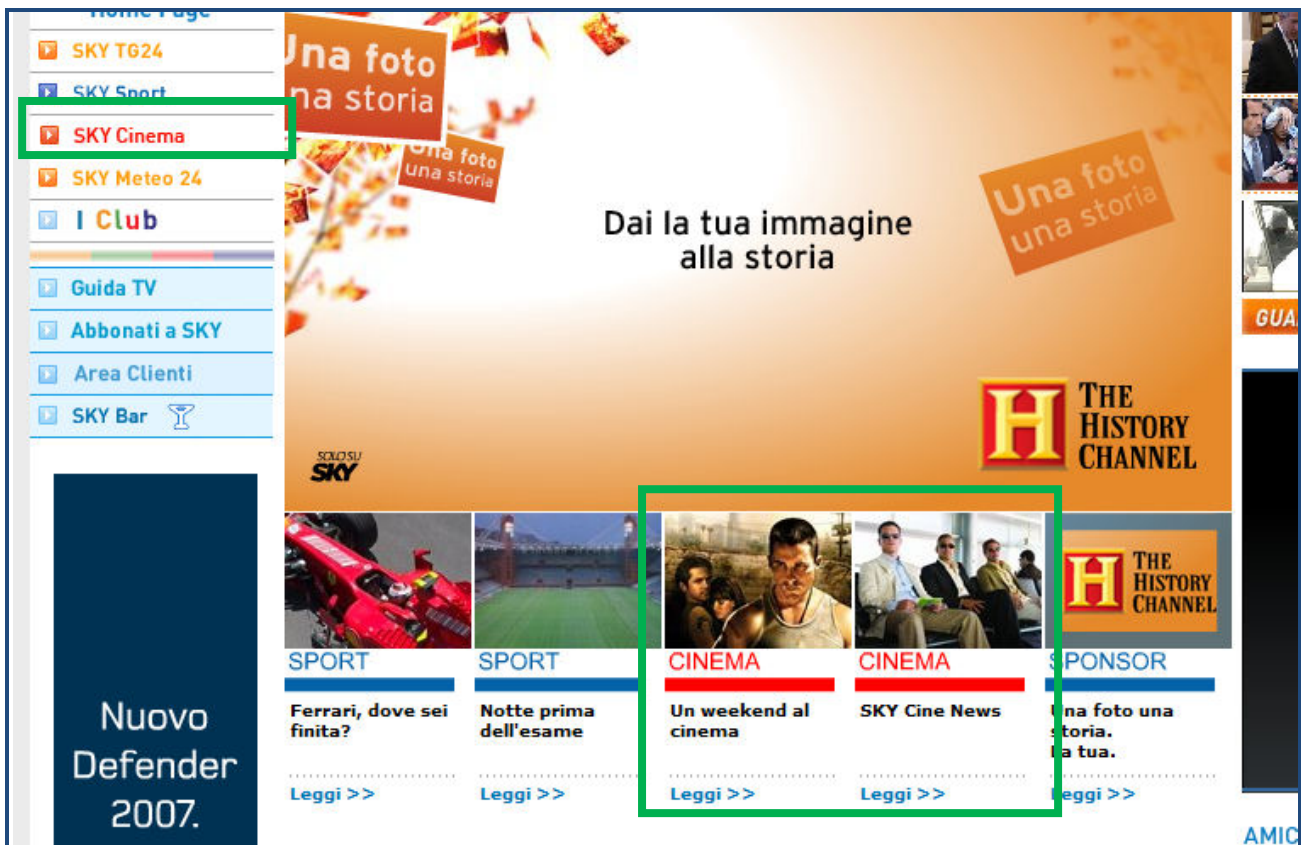 Home Page
SKY TG24
SKY Sport
SKY Cinema
SKY Meteo 24
I Club
Guida TV
Abbonati a SKY
Area Clienti
SKY Bar
Nuovo
Defender
2007.
Una foto
una storia
Una foto
una storia
Una foto
una storia
Dai la tua immagine
alla storia
SOLO SU
SKY
H
THE
HISTORY
CHANNEL
H
THE
HISTORY
CHANNEL
SPORT
Ferrari, dove sei
finita?
Leggi >>
SPORT
Notte prima
dell'esame
Leggi >>
CINEMA
Un weekend al
cinema
Leggi >>
CINEMA
SKY Cine News
Leggi >>
SPONSOR
Una foto una
storia.
La tua.
Leggi >>
GUA
AMIC